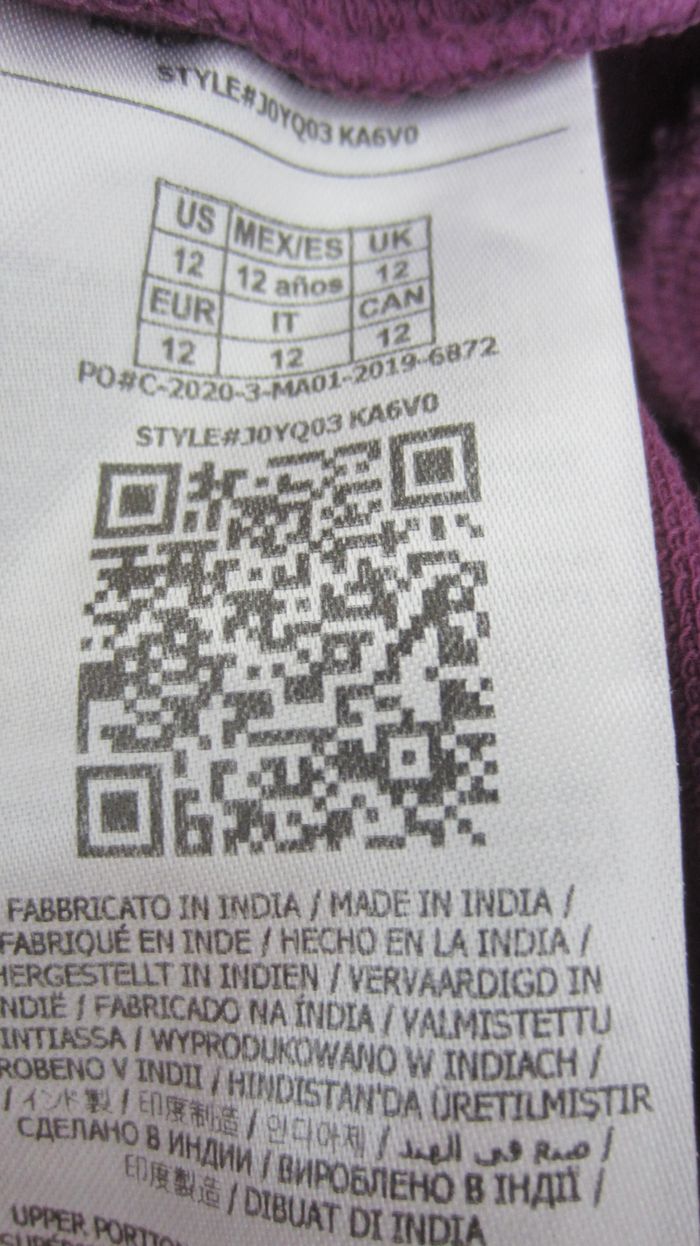 STYLE#J0YQ03 KA6V0
US MEX/ES UK
12 12 años 12
EUR IT CAN
12 12 12
PO#C-2020-3-MA01-2019-6872
STYLE#J0YQ03 KA6V0
FABBRICATO IN INDIA / MADE IN INDIA /
FABRIQUÉ EN INDE / HECHO EN LA INDIA /
HERGESTELLT IN INDIEN / VERVAARDIGD IN
NDIË / FABRICADO NA ÍNDIA / VALMISTETTU
INTIASSA / WYPRODUKOWANO W INDIACH /
ROBENO V INDII / HINDISTAN'DA ÜRETILMIŞTIR
/ インド製 / 印度制造 / 인디아제 / صنع في الهند /
СДЕЛАНО В ИНДИИ / ВИРОБЛЕНО В ІНДІЇ /
印度製造 / DIBUAT DI INDIA
UPPER PORTIO